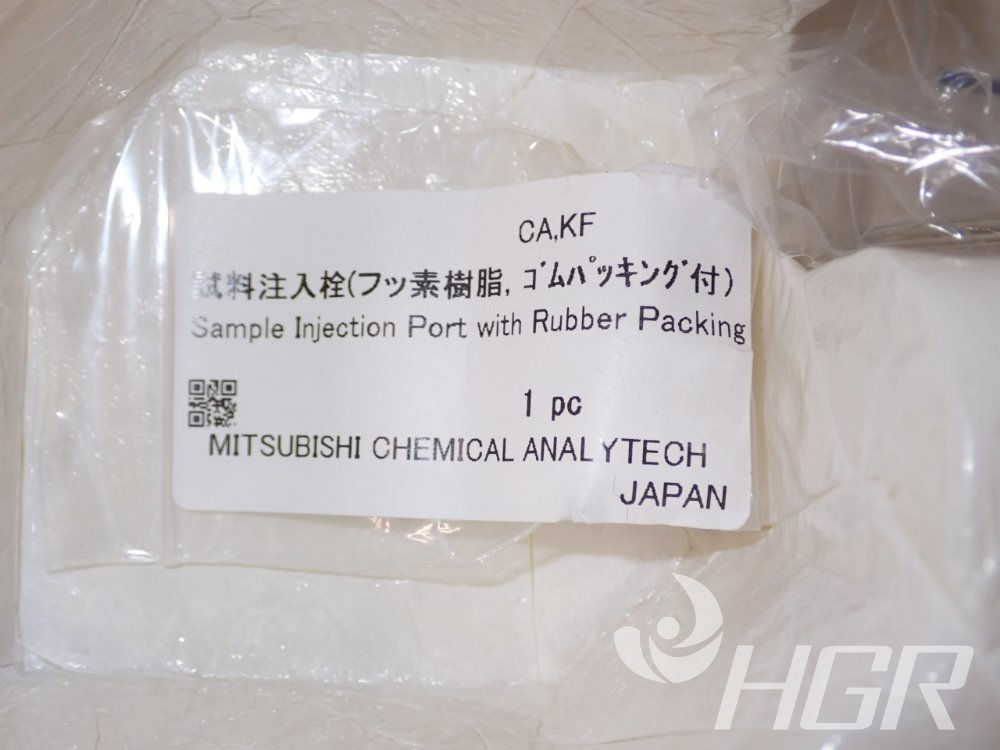 CA,KF
試料注入栓(フッ素樹脂, ゴムパッキング付)
Sample Injection Port with Rubber Packing
1 pc
MITSUBISHI CHEMICAL ANALYTECH
JAPAN
HGR